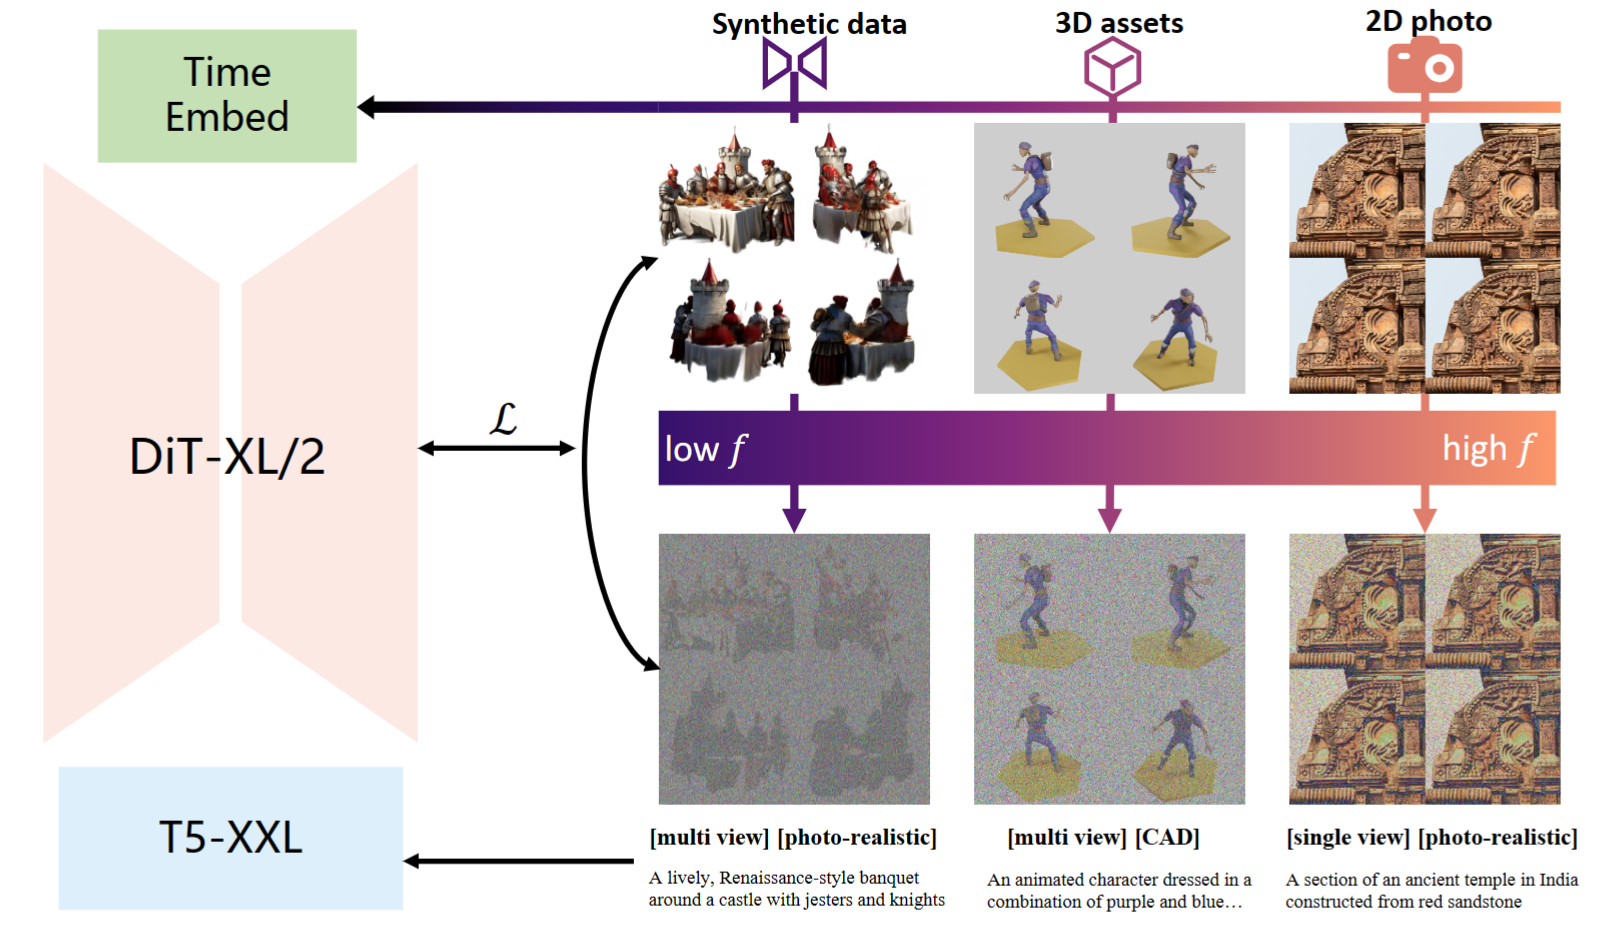 Synthetic data
3D assets
2D photo
Time
Embed
DiT-XL/2
ℒ
low f
high f
T5-XXL
[multi view] [photo-realistic]
A lively, Renaissance-style banquet
around a castle with jesters and knights
[multi view] [CAD]
An animated character dressed in a
combination of purple and blue…
[single view] [photo-realistic]
A section of an ancient temple in India
constructed from red sandstone